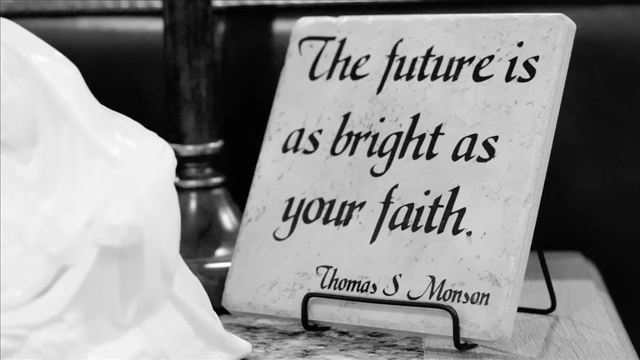 The future is
as bright as
your faith.
Thomas S Monson